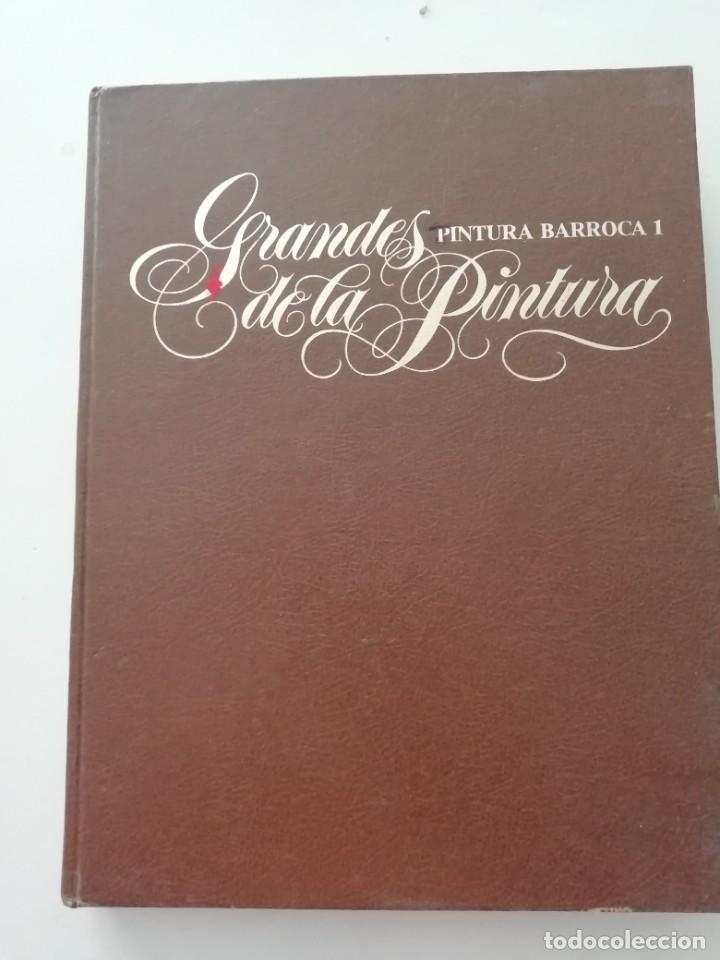 Grandes PINTURA BARROCA 1
de la Pintura
todocoleccion